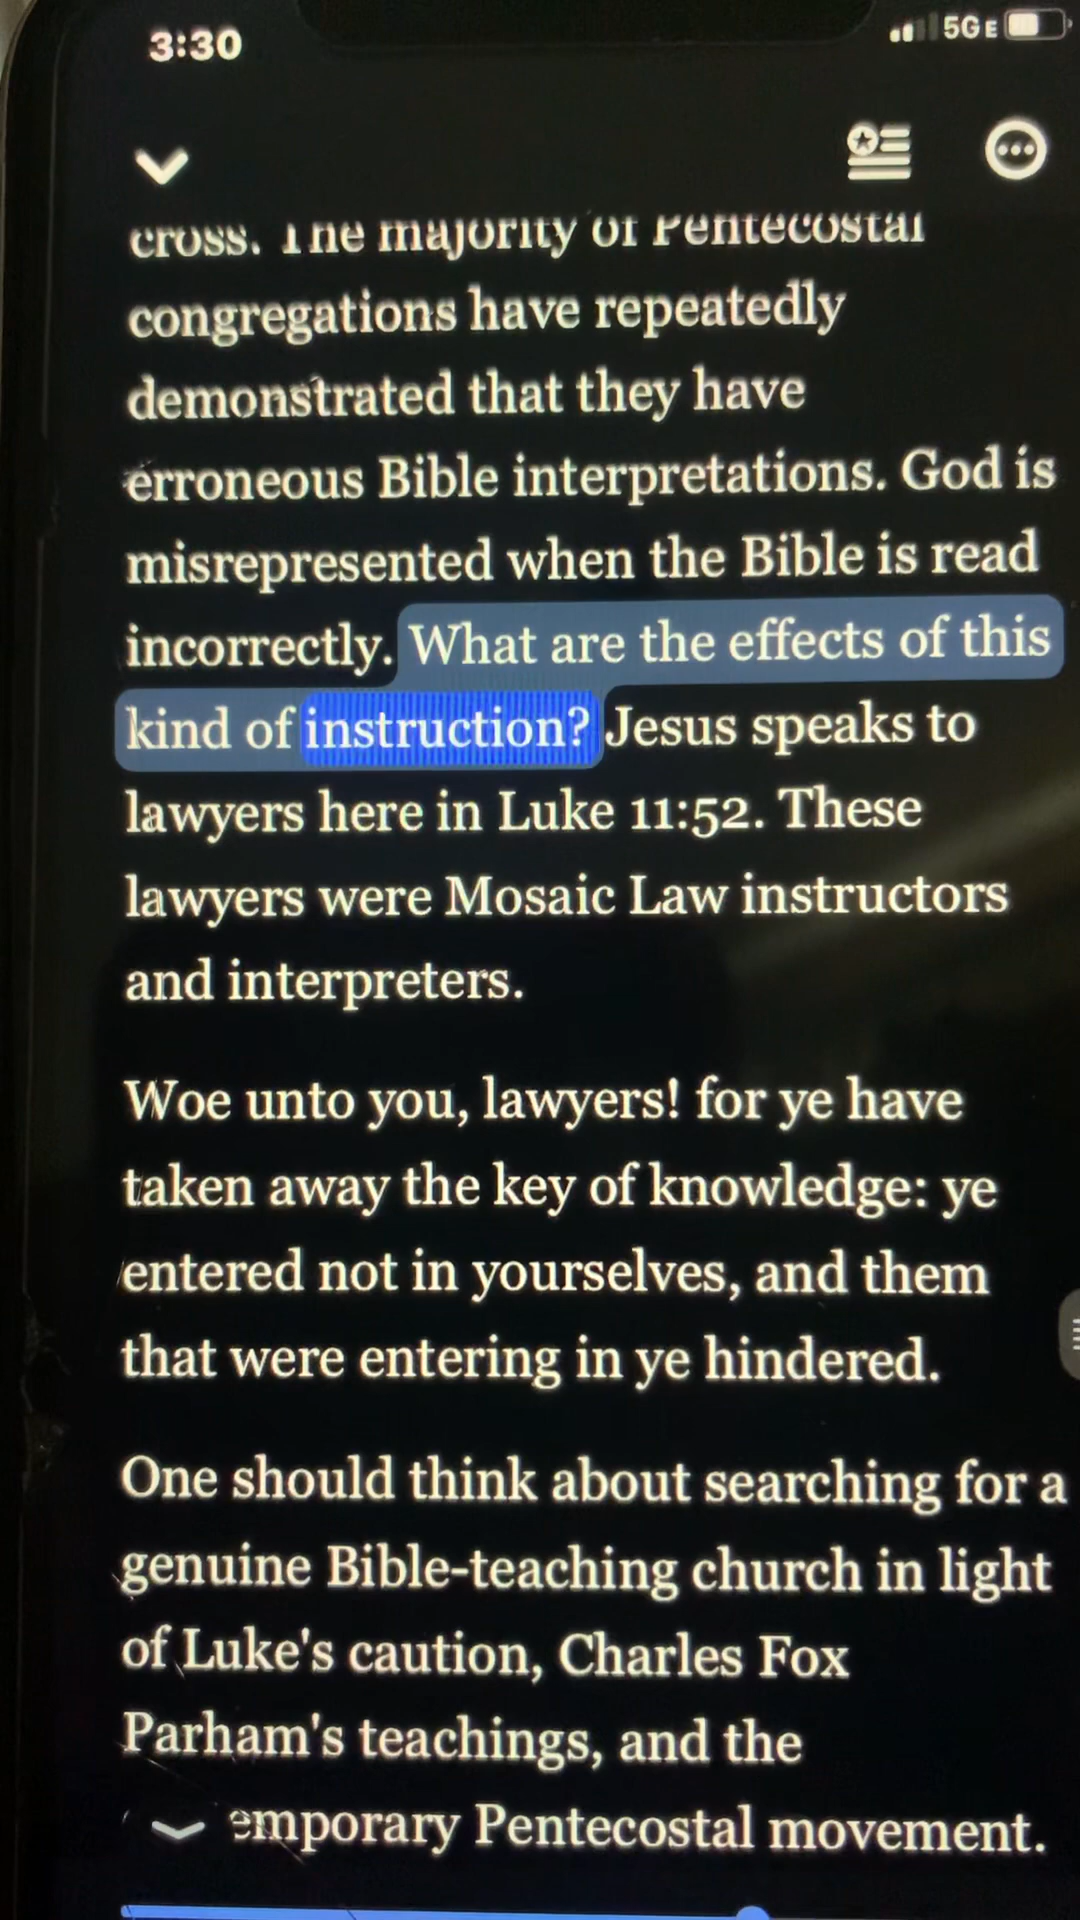 3:30
5GE
cross. The majority of Pentecostal
congregations have repeatedly
demonstrated that they have
erroneous Bible interpretations. God is
misrepresented when the Bible is read
incorrectly. What are the effects of this
kind of instruction? Jesus speaks to
lawyers here in Luke 11:52. These
lawyers were Mosaic Law instructors
and interpreters.
Woe unto you, lawyers! for ye have
taken away the key of knowledge: ye
entered not in yourselves, and them
that were entering in ye hindered.
One should think about searching for a
genuine Bible-teaching church in light
of Luke's caution, Charles Fox
Parham's teachings, and the
emporary Pentecostal movement.